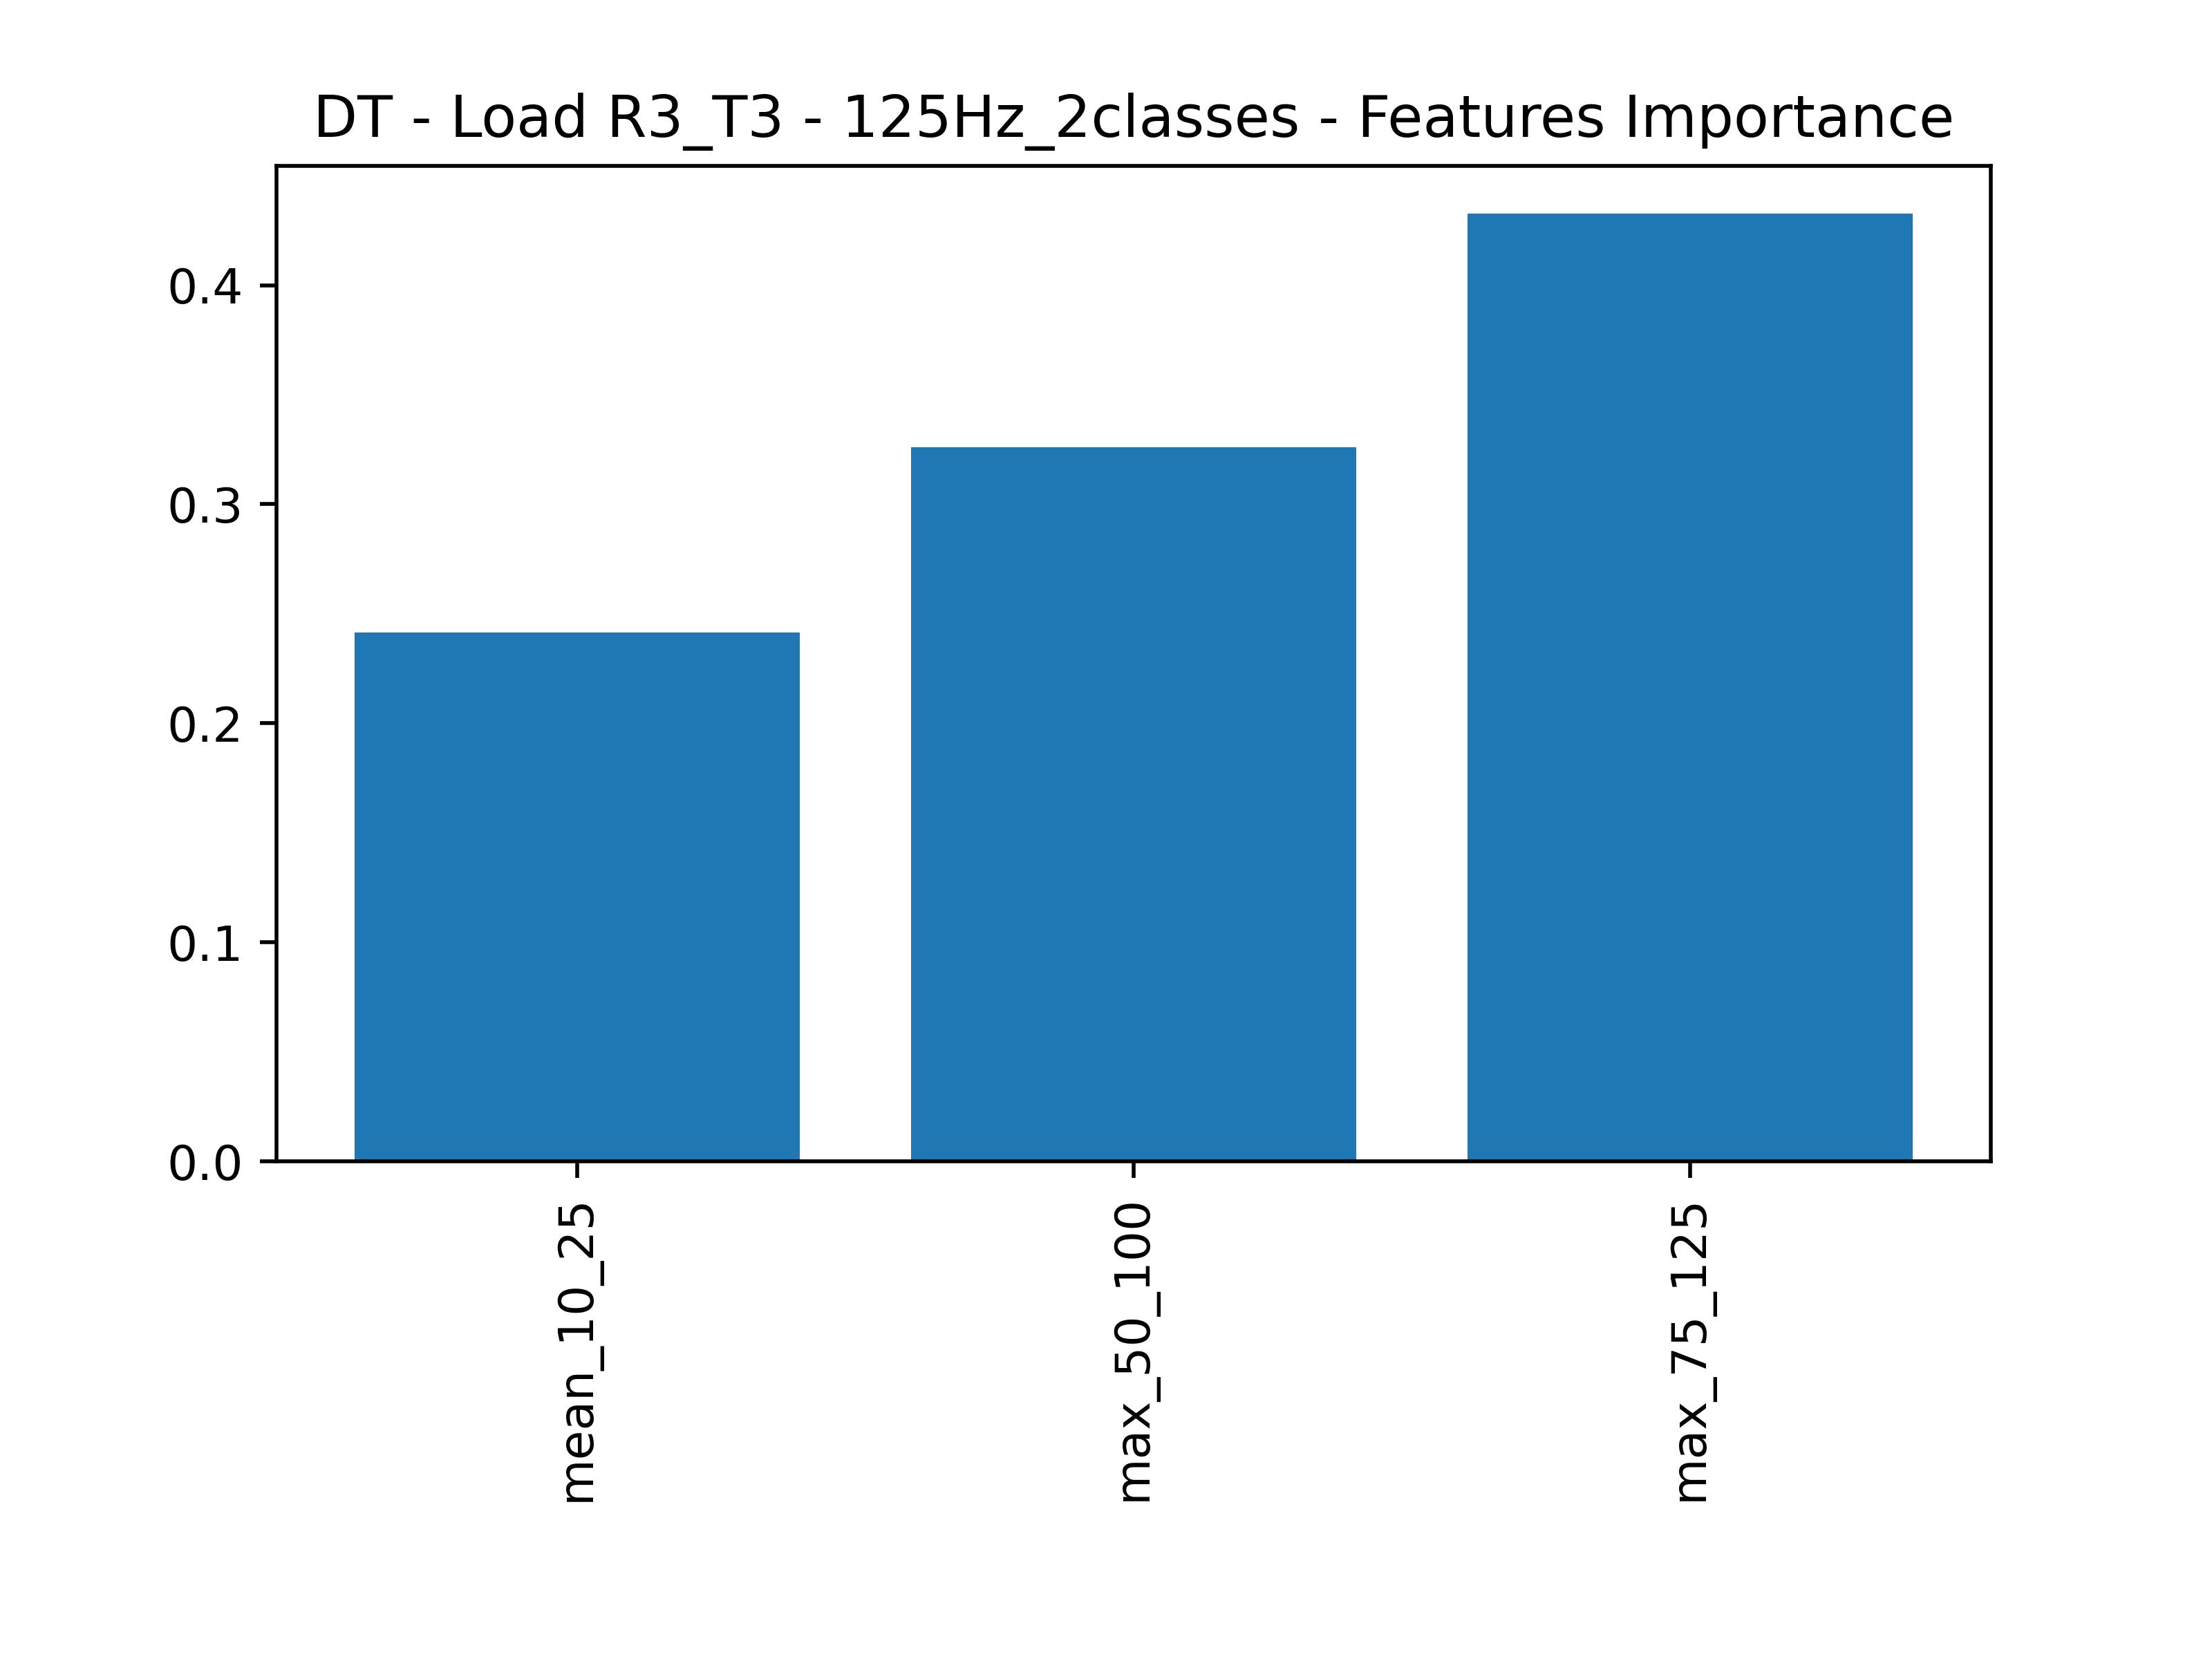 DT - Load R3_T3 - 125Hz_2classes - Features Importance
0.4
0.3
0.2
0.1
0.0
mean_10_25
max_50_100
max_75_125